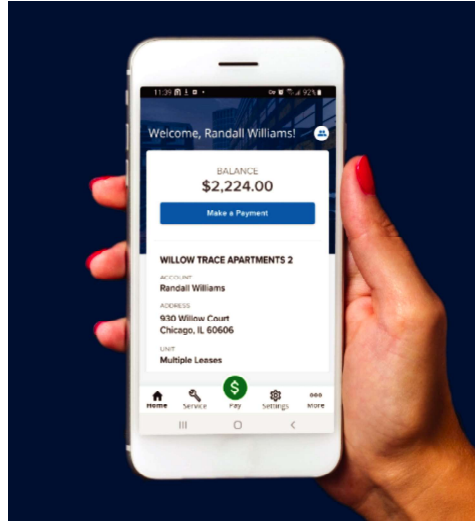 11:39
92%
Welcome, Randall Williams!
BALANCE
$2,224.00
Make a Payment
WILLOW TRACE APARTMENTS 2
ACCOUNT
Randall Williams
ADDRESS
930 Willow Court
Chicago, IL 60606
UNIT
Multiple Leases
$
Home Service Pay Settings More